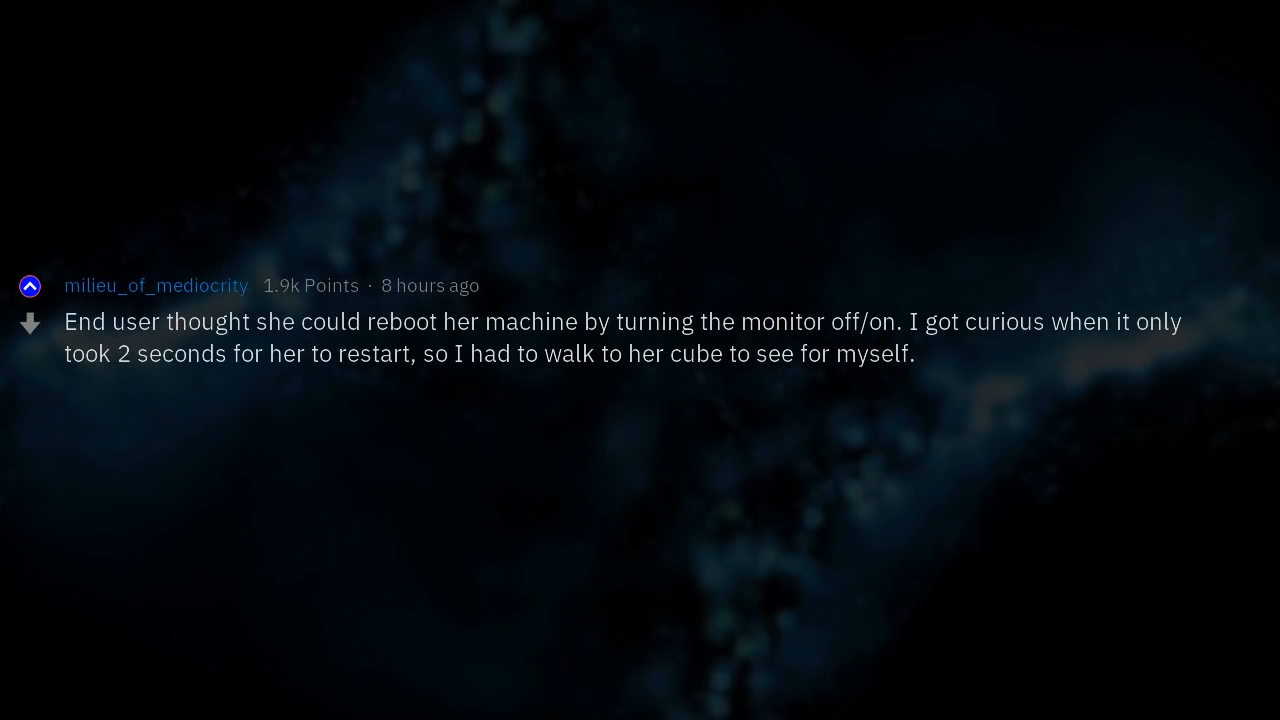 milieu_of_mediocrity 1.9k Points · 8 hours ago
End user thought she could reboot her machine by turning the monitor off/on. I got curious when it only
took 2 seconds for her to restart, so I had to walk to her cube to see for myself.